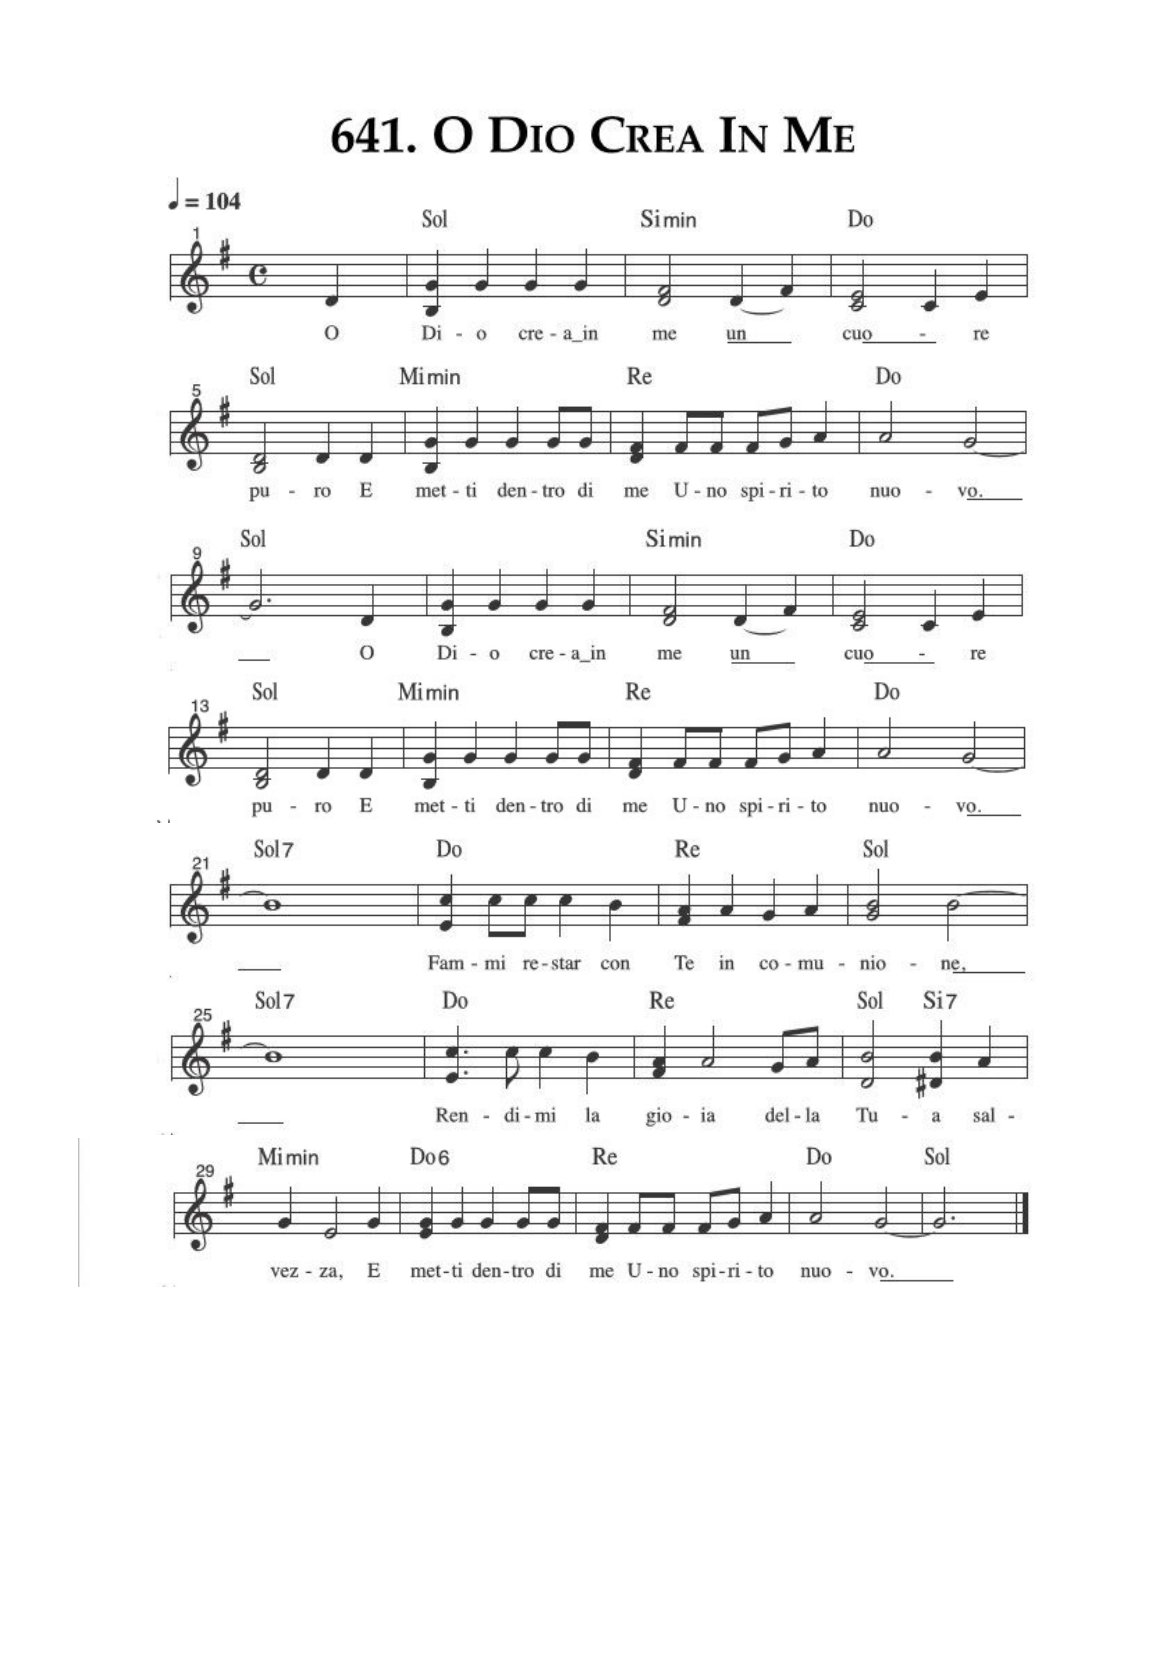 641. O Dio Crea In Me
= 104
Sol Simin Do
1
O Di - o cre - a_in me un cuo - re
Sol Mimin Re Do
5
pu - ro E met - ti den - tro di me U - no spi - ri - to nuo - vo.
Sol Simin Do
9
O Di - o cre - a_in me un cuo - re
Sol Mimin Re Do
13
pu - ro E met - ti den - tro di me U - no spi - ri - to nuo - vo.
Sol7 Do Re Sol
21
Fam - mi re - star con Te in co - mu - nio - ne,
Sol7 Do Re Sol Si7
25
Ren - di - mi la gio - ia del - la Tu - a sal -
Mimin Do6 Re Do Sol
29
vez - za, E met - ti den - tro di me U - no spi - ri - to nuo - vo.